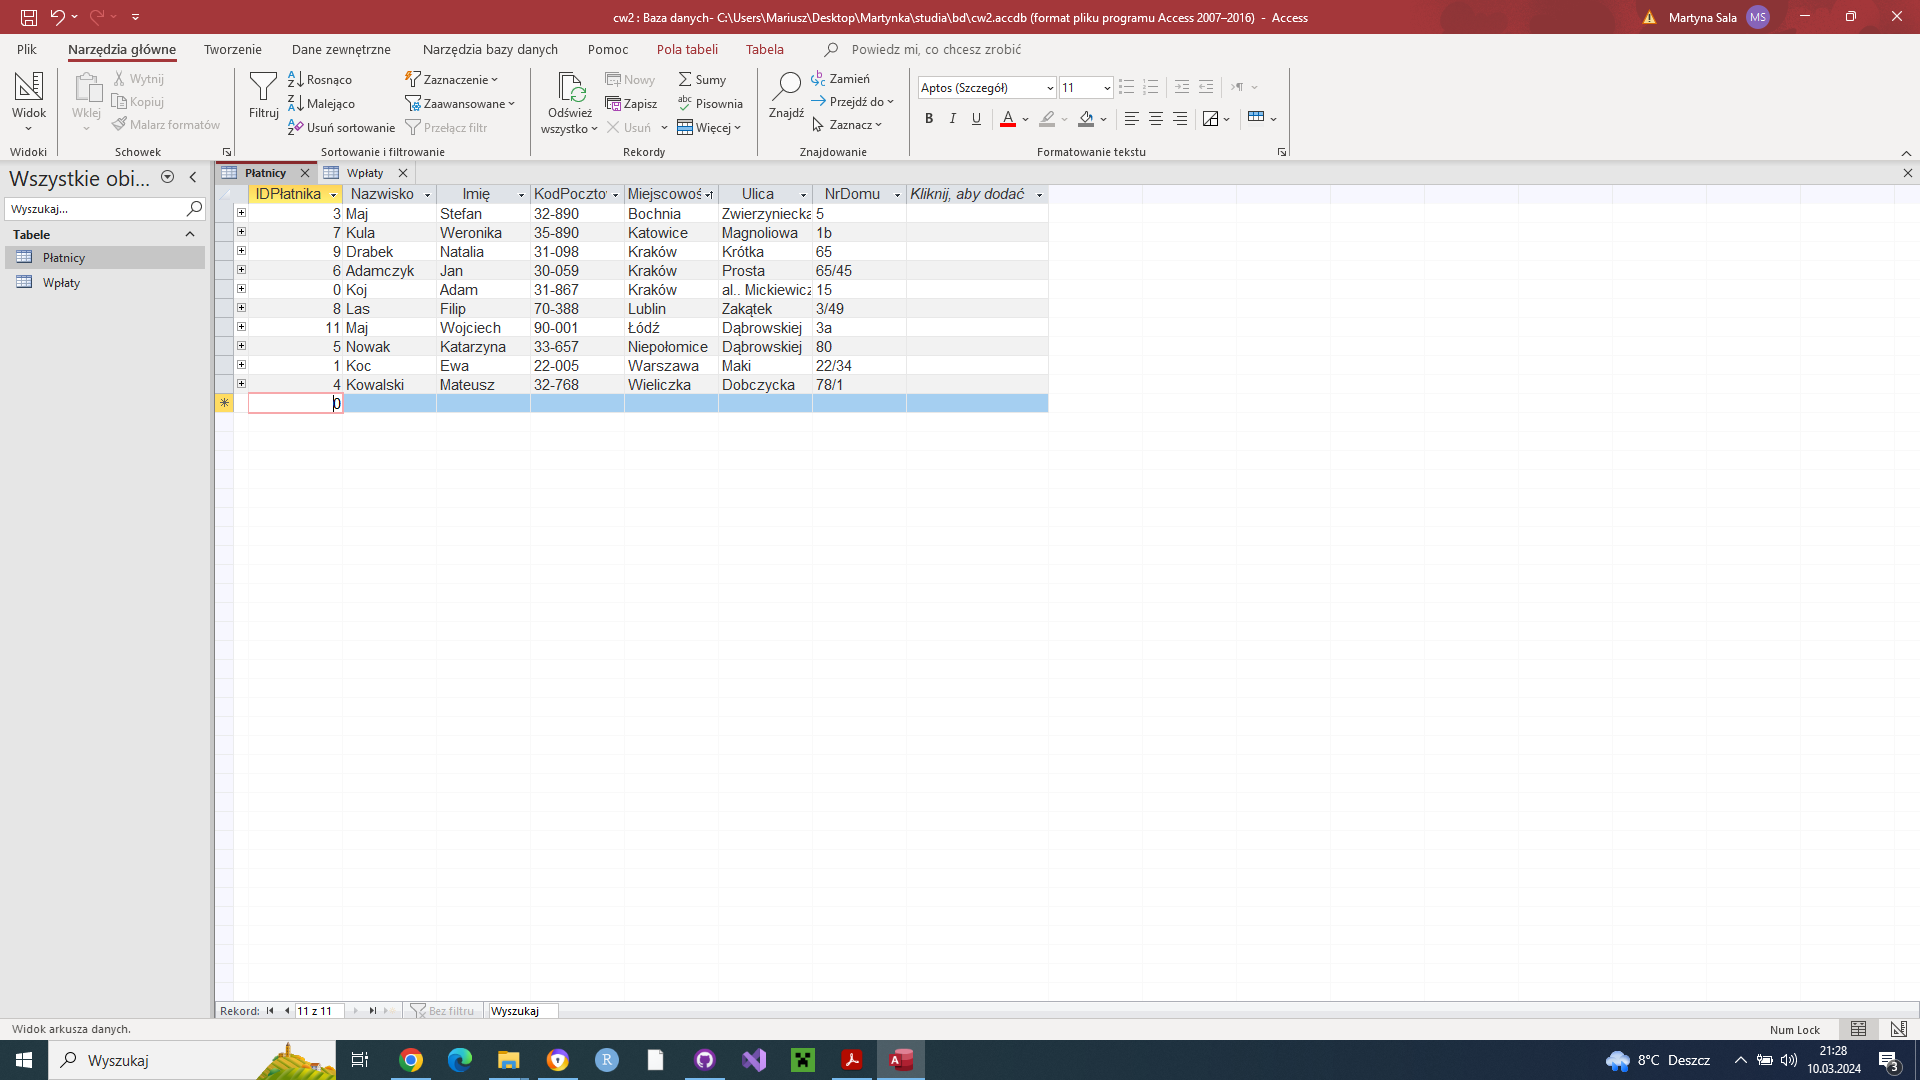 cw2 : Baza danych- C:\Users\Mariusz\Desktop\Martynka\studia\bd\cw2.accdb (format pliku programu Access 2007–2016) - Access
Martyna Sala MS
Plik Narzędzia główne Tworzenie Dane zewnętrzne Narzędzia bazy danych Pomoc Pola tabeli Tabela Powiedz mi, co chcesz zrobić
Widok
Widoki
Wklej
Wytnij
Kopiuj
Malarz formatów
Schowek
Filtruj
Rosnąco
Malejąco
Usuń sortowanie
Zaznaczenie
Zaawansowane
Przełącz filtr
Sortowanie i filtrowanie
Odśwież
wszystko
Nowy
Zapisz
Usuń
Sumy
Pisownia
Więcej
Rekordy
Znajdź
Zamień
Przejdź do
Zaznacz
Znajdowanie
Aptos (Szczegół) 11
B I U A
Formatowanie tekstu
Wszystkie obi...
Wyszukaj...
Tabele
Płatnicy
Wpłaty
Płatnicy Wpłaty
IDPłatnika Nazwisko Imię KodPoczto Miejscowoś Ulica NrDomu Kliknij, aby dodać
3 Maj Stefan 32-890 Bochnia Zwierzyniecka 5
7 Kula Weronika 35-890 Katowice Magnoliowa 1b
9 Drabek Natalia 31-098 Kraków Krótka 65
6 Adamczyk Jan 30-059 Kraków Prosta 65/45
0 Koj Adam 31-867 Kraków al.. Mickiewicz 15
8 Las Filip 70-388 Lublin Zakątek 3/49
11 Maj Wojciech 90-001 Łódź Dąbrowskiej 3a
5 Nowak Katarzyna 33-657 Niepołomice Dąbrowskiej 80
1 Koc Ewa 22-005 Warszawa Maki 22/34
4 Kowalski Mateusz 32-768 Wieliczka Dobczycka 78/1
0
Rekord: 11 z 11 Bez filtru Wyszukaj
Widok arkusza danych.
Num Lock
Wyszukaj
8°C Deszcz
21:28
10.03.2024
3